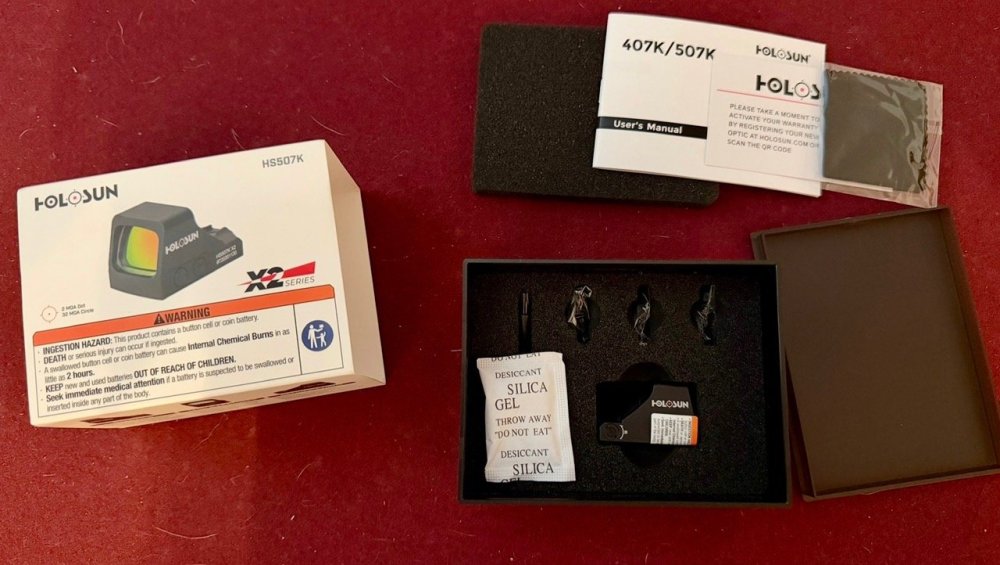 HOLOSUN
HS507K
HOLOSUN
X2
SERIES
2 MOA Dot
32 MOA Circle
WARNING
· INGESTION HAZARD: This product contains a button cell or coin battery.
· DEATH or serious injury can occur if ingested.
· A swallowed button cell or coin battery can cause Internal Chemical Burns in as
little as 2 hours.
· KEEP new and used batteries OUT OF REACH OF CHILDREN.
· Seek immediate medical attention if a battery is suspected to be swallowed or
inserted inside any part of the body.
407K/507K
HOLOSUN
User's Manual
HOLOS
PLEASE TAKE A MOMENT TO
ACTIVATE YOUR WARRANTY
BY REGISTERING YOUR NEW
OPTIC AT HOLOSUN.COM OR
SCAN THE QR CODE
DO NOT EAT
DESICCANT
SILICA
GEL
THROW AWAY
"DO NOT EAT"
DESICCANT
SILICA
GEL
HOLOSUN